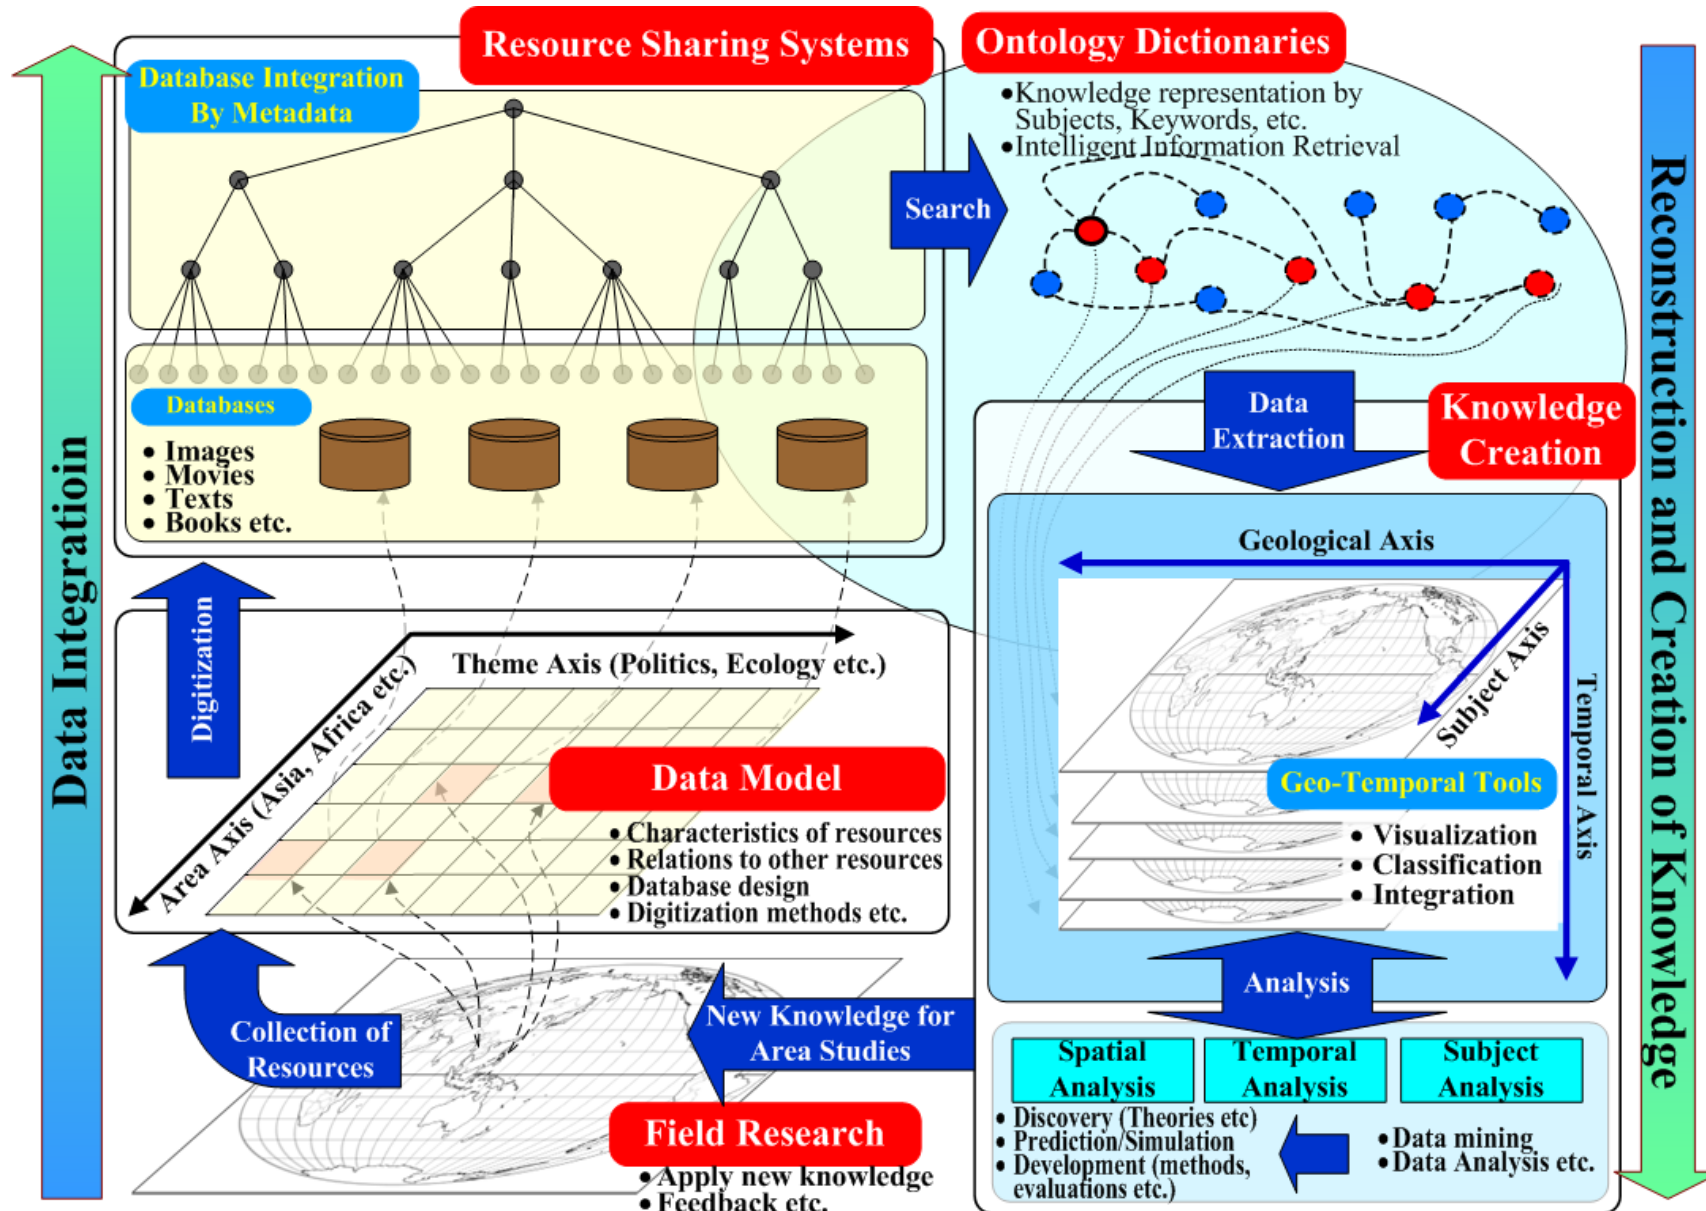 Resource Sharing Systems
Database Integration
By Metadata
Databases
• Images
• Movies
• Texts
• Books etc.
Search
Ontology Dictionaries
•Knowledge representation by
Subjects, Keywords, etc.
•Intelligent Information Retrieval
Data
Extraction
Knowledge
Creation
Geological Axis
Subject Axis
Temporal Axis
Geo-Temporal Tools
• Visualization
• Classification
• Integration
Analysis
Spatial
Analysis
Temporal
Analysis
Subject
Analysis
• Discovery (Theories etc)
• Prediction/Simulation
• Development (methods,
evaluations etc.)
• Data mining
• Data Analysis etc.
Digitization
Theme Axis (Politics, Ecology etc.)
Area Axis (Asia, Africa etc.)
Data Model
• Characteristics of resources
• Relations to other resources
• Database design
• Digitization methods etc.
Collection of
Resources
New Knowledge for
Area Studies
Field Research
• Apply new knowledge
• Feedback etc.
Data Integratioin
Reconstruction and Creation of Knowledge